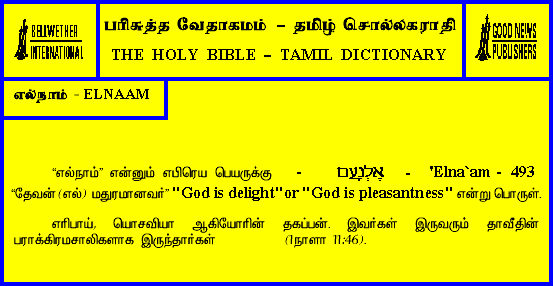 BELLWETHER
INTERNATIONAL
பரிசுத்த வேதாகமம் – தமிழ் சொல்லகராதி
THE HOLY BIBLE – TAMIL DICTIONARY
GOOD NEWS
PUBLISHERS
எல்நாம் - ELNAAM
“எல்நாம்” என்னும் எபிரெய பெயருக்கு - אֶלְנָעַם - 'Elna`am - 493
“தேவன் (எல்) மதுரமானவர்” "God is delight" or "God is pleasantness" என்று பொருள்.
எரிபாய், யொசவியா ஆகியோரின் தகப்பன். இவர்கள் இருவரும் தாவீதின்
பராக்கிரமசாலிகளாக இருந்தார்கள் (1நாளா 11:46).